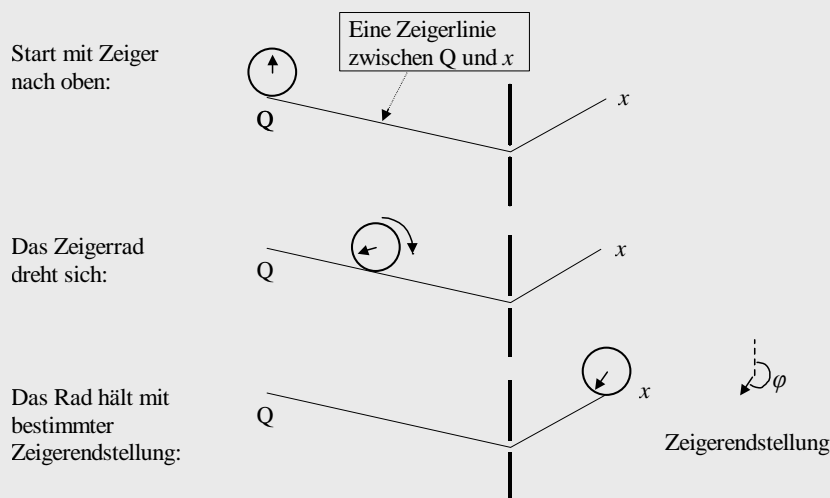 Start mit Zeiger
nach oben:
Eine Zeigerlinie
zwischen Q und x
Q
x
Das Zeigerrad
dreht sich:
Q
x
Das Rad hält mit
bestimmter
Zeigerendstellung:
Q
x
φ
Zeigerendstellung